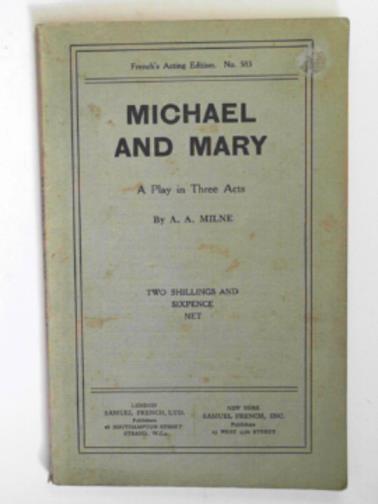 French's Acting Edition. No. 503
MICHAEL
AND MARY
A Play in Three Acts
By A. A. MILNE
TWO SHILLINGS AND
SIXPENCE
NET
LONDON
SAMUEL FRENCH, LTD.
Publishers
26 SOUTHAMPTON STREET
STRAND, W.C.2
NEW YORK
SAMUEL FRENCH, INC.
Publishers
25 WEST 45th STREET